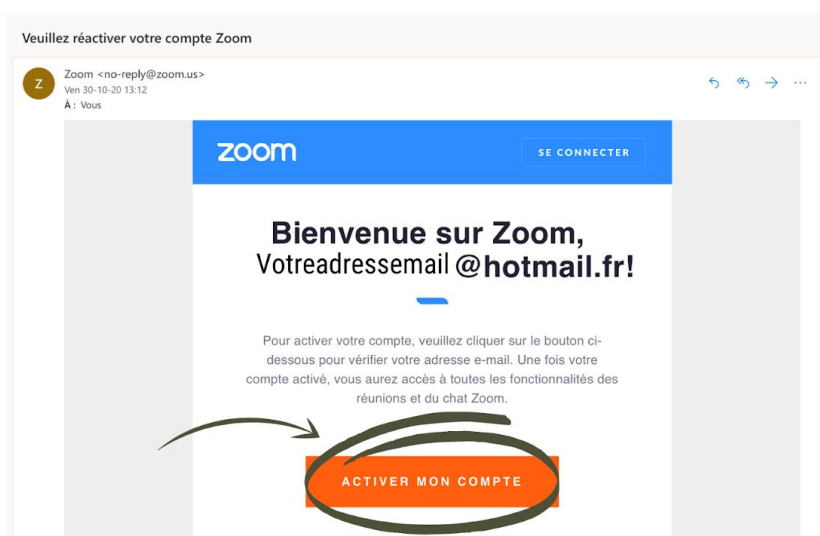 Veuillez réactiver votre compte Zoom
Z
Zoom <no-reply@zoom.us>
Ven 30-10-20 13:12
À : Vous
zoom
SE CONNECTER
Bienvenue sur Zoom,
Votreadressemail@hotmail.fr!
Pour activer votre compte, veuillez cliquer sur le bouton ci-
dessous pour vérifier votre adresse e-mail. Une fois votre
compte activé, vous aurez accès à toutes les fonctionnalités des
réunions et du chat Zoom.
ACTIVER MON COMPTE